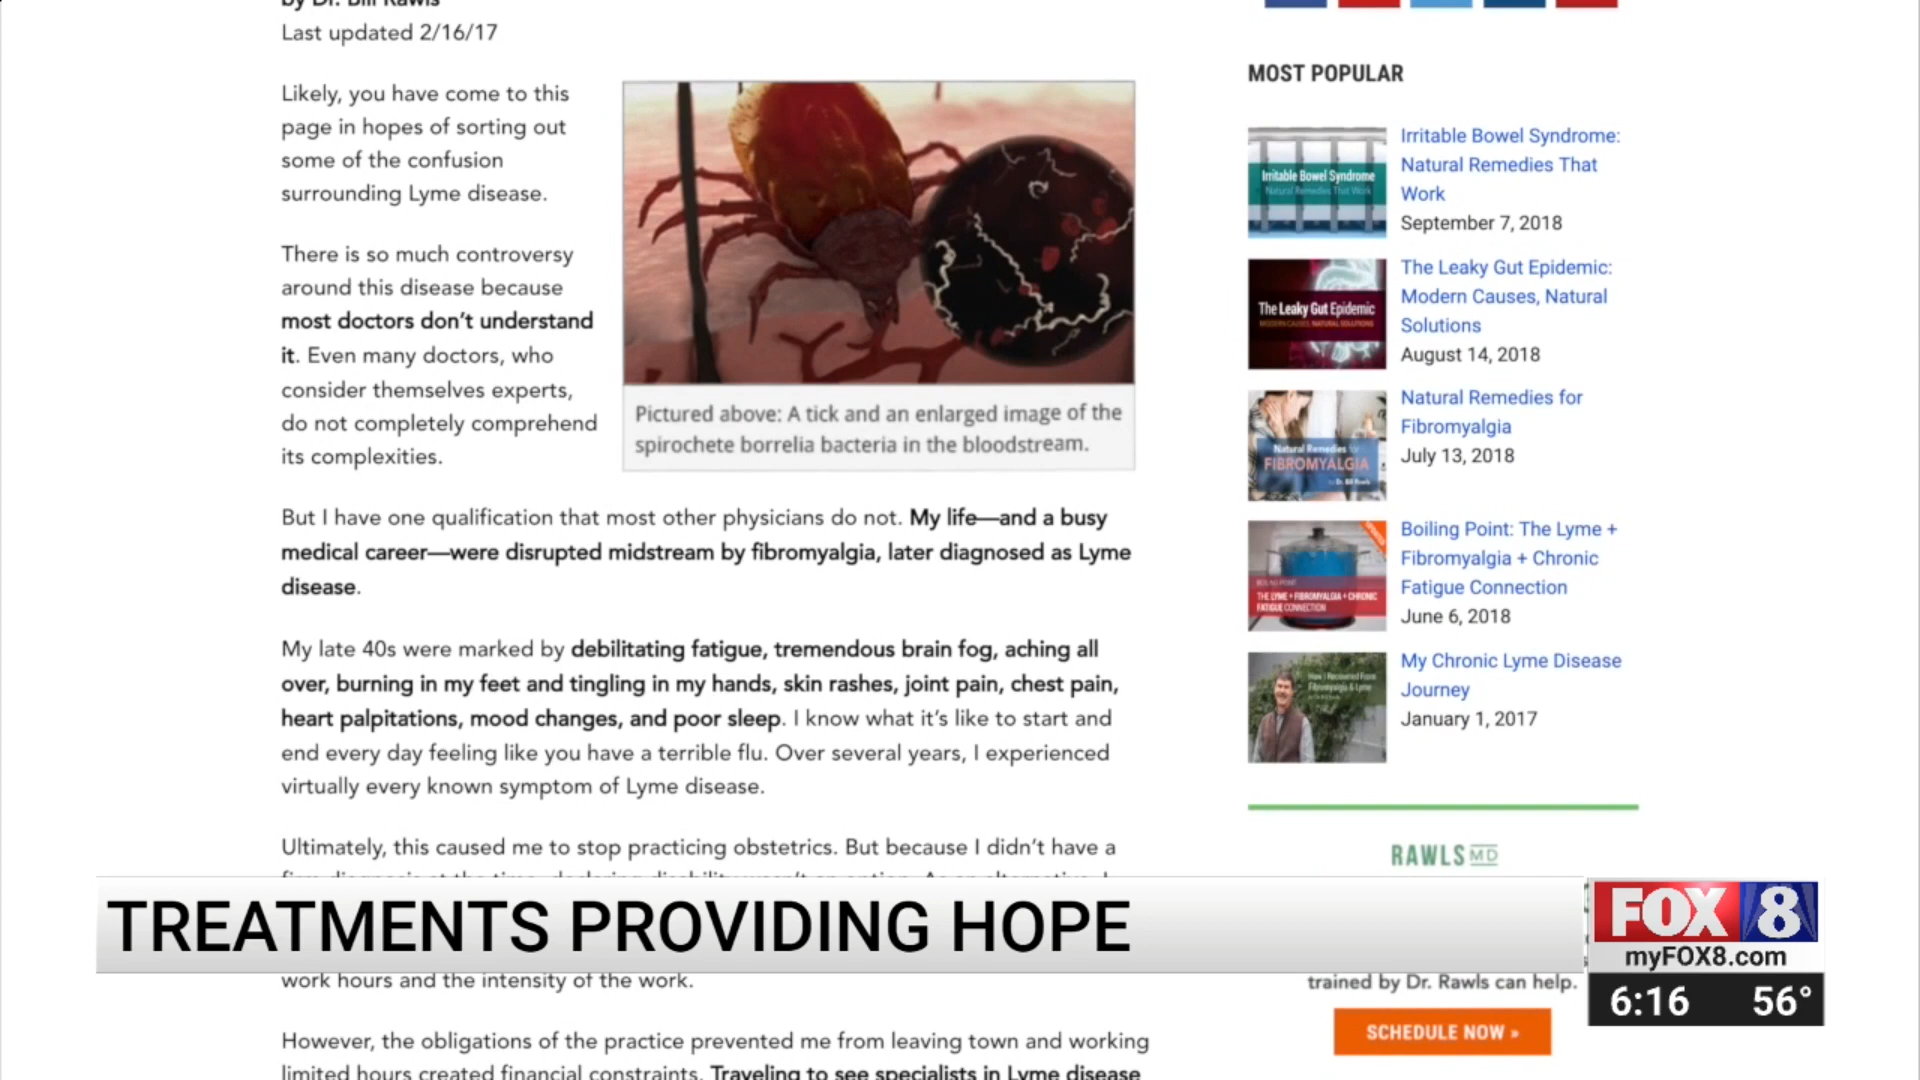 by Dr. Bill Rawls
Last updated 2/16/17
Likely, you have come to this
page in hopes of sorting out
some of the confusion
surrounding Lyme disease.
There is so much controversy
around this disease because
most doctors don't understand
it. Even many doctors, who
consider themselves experts,
do not completely comprehend
its complexities.
Pictured above: A tick and an enlarged image of the
spirochete borrelia bacteria in the bloodstream.
But I have one qualification that most other physicians do not. My life—and a busy
medical career—were disrupted midstream by fibromyalgia, later diagnosed as Lyme
disease.
My late 40s were marked by debilitating fatigue, tremendous brain fog, aching all
over, burning in my feet and tingling in my hands, skin rashes, joint pain, chest pain,
heart palpitations, mood changes, and poor sleep. I know what it's like to start and
end every day feeling like you have a terrible flu. Over several years, I experienced
virtually every known symptom of Lyme disease.
Ultimately, this caused me to stop practicing obstetrics. But because I didn't have a
work hours and the intensity of the work.
However, the obligations of the practice prevented me from leaving town and working
limited hours created financial constraints. Traveling to see specialists in Lyme disease
MOST POPULAR
Irritable Bowel Syndrome
Natural Remedies That Work
Irritable Bowel Syndrome:
Natural Remedies That
Work
September 7, 2018
The Leaky Gut Epidemic
MODERN CAUSES, NATURAL SOLUTIONS
The Leaky Gut Epidemic:
Modern Causes, Natural
Solutions
August 14, 2018
Natural Remedies
FIBROMYALGIA
Dr. Bill Rawls
Natural Remedies for
Fibromyalgia
July 13, 2018
BOILING POINT:
THE LYME + FIBROMYALGIA + CHRONIC
FATIGUE CONNECTION
Boiling Point: The Lyme +
Fibromyalgia + Chronic
Fatigue Connection
June 6, 2018
How I Recovered From
Fibromyalgia & Lyme
My Chronic Lyme Disease
Journey
January 1, 2017
RAWLS MD
trained by Dr. Rawls can help.
SCHEDULE NOW »
TREATMENTS PROVIDING HOPE
FOX 8
myFOX8.com
6:16 56°